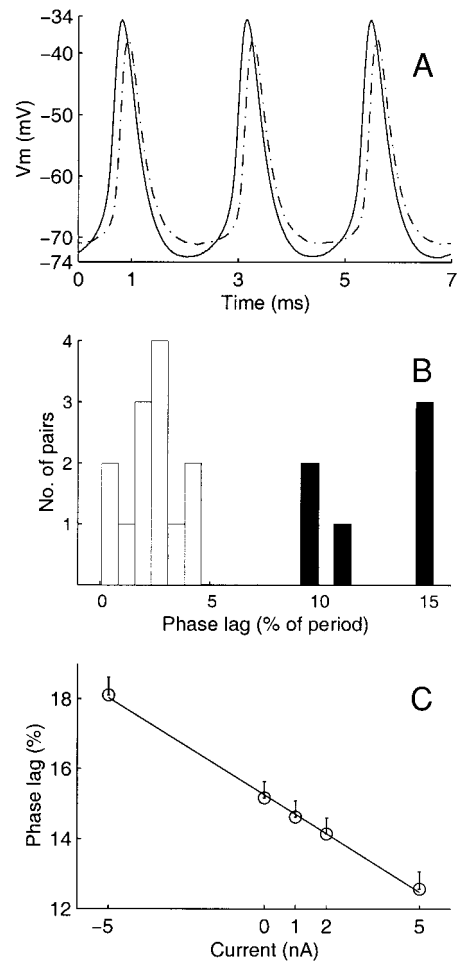 −34
−40
−50
−60
−70
−74
Vm (mV)
A
0 1 3 5 7
Time (ms)
4
3
2
1
No. of pairs
B
0 5 10 15
Phase lag (% of period)
18
16
14
12
Phase lag (%)
C
−5 0 1 2 5
Current (nA)